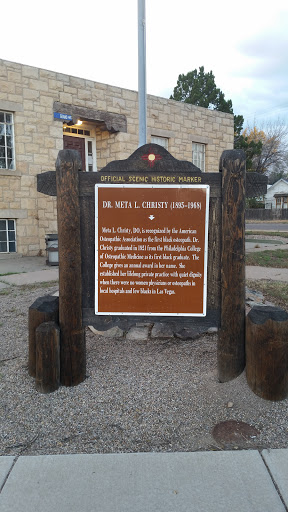 OFFICIAL SCENIC HISTORIC MARKER
DR. META L. CHRISTY (1895-1968)
Meta L. Christy, DO, is recognized by the American
Osteopathic Association as the first black osteopath. Dr.
Christy graduated in 1921 from the Philadelphia College
of Osteopathic Medicine as its first black graduate. The
College gives an annual award in her name. She
established her lifelong private practice with quiet dignity
when there were no women physicians or osteopaths in
local hospitals and few blacks in Las Vegas.